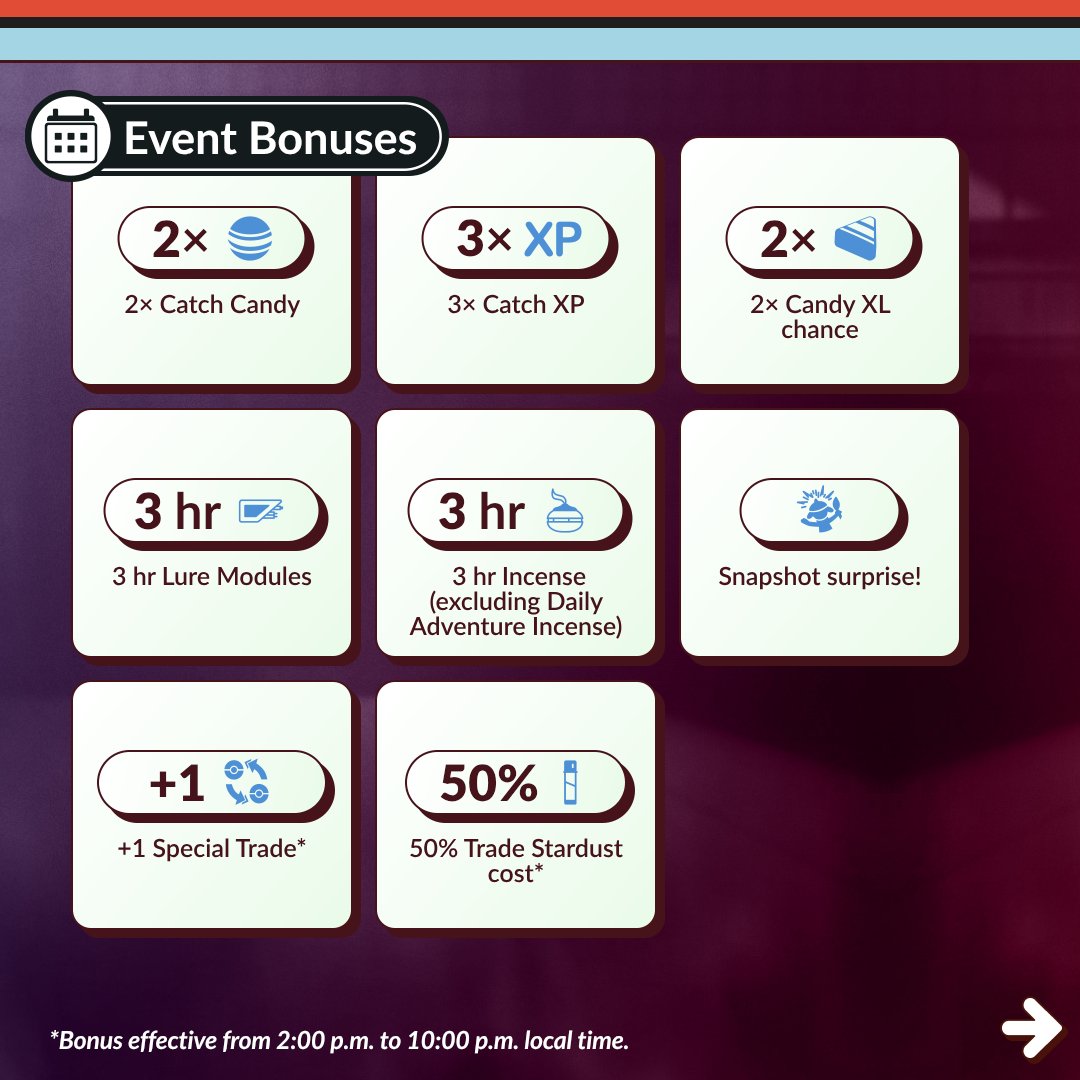 Event Bonuses
2× 
2× Catch Candy
3× XP
3× Catch XP
2×
2× Candy XL
chance
3 hr
3 hr Lure Modules
3 hr
3 hr Incense
(excluding Daily
Adventure Incense)
Snapshot surprise!
+1
+1 Special Trade*
50%
50% Trade Stardust
cost*
*Bonus effective from 2:00 p.m. to 10:00 p.m. local time.